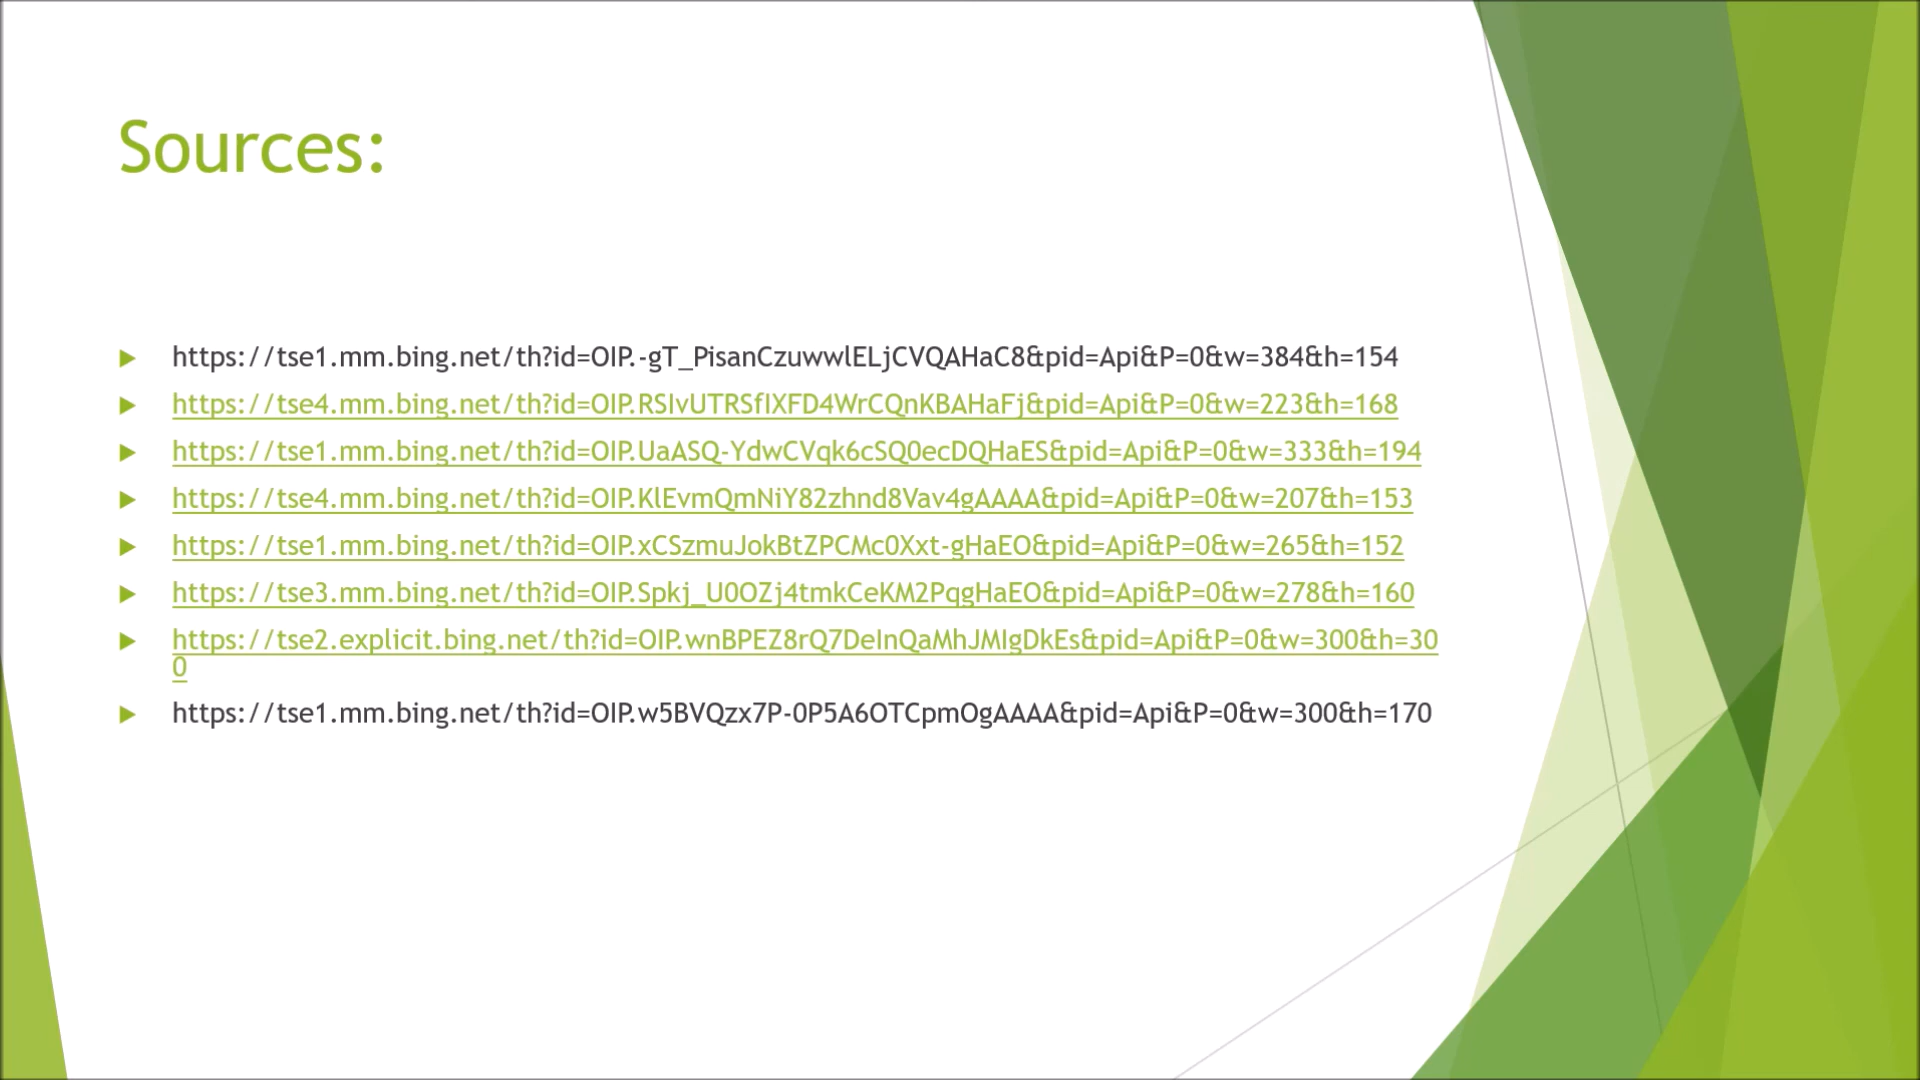 Sources:
https://tse1.mm.bing.net/th?id=OIP.-gT_PisanCzuwwlELjCVQAHaC8&pid=Api&P=0&w=384&h=154
https://tse4.mm.bing.net/th?id=OIP.RSIvUTRSfIXFD4WrCQnKBAHaFj&pid=Api&P=0&w=223&h=168
https://tse1.mm.bing.net/th?id=OIP.UaASQ-YdwCVqk6cSQ0ecDQHaES&pid=Api&P=0&w=333&h=194
https://tse4.mm.bing.net/th?id=OIP.KlEvmQmNiY82zhnd8Vav4gAAAA&pid=Api&P=0&w=207&h=153
https://tse1.mm.bing.net/th?id=OIP.xCSzmuJokBtZPCMc0Xxt-gHaEO&pid=Api&P=0&w=265&h=152
https://tse3.mm.bing.net/th?id=OIP.Spkj_U0OZj4tmkCeKM2PqgHaEO&pid=Api&P=0&w=278&h=160
https://tse2.explicit.bing.net/th?id=OIP.wnBPEZ8rQ7DeInQaMhJMIgDkEs&pid=Api&P=0&w=300&h=30
0
https://tse1.mm.bing.net/th?id=OIP.w5BVQzx7P-0P5A6OTCpmOgAAAA&pid=Api&P=0&w=300&h=170